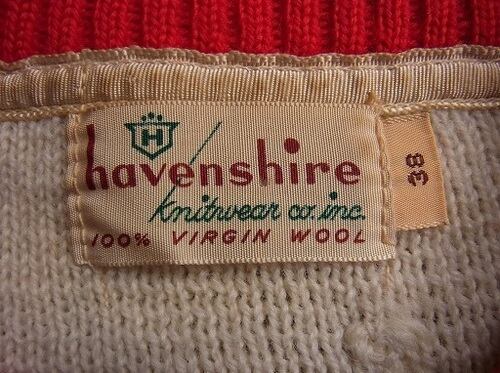 H
havenshire
knitwear co. inc.
100% VIRGIN WOOL
38